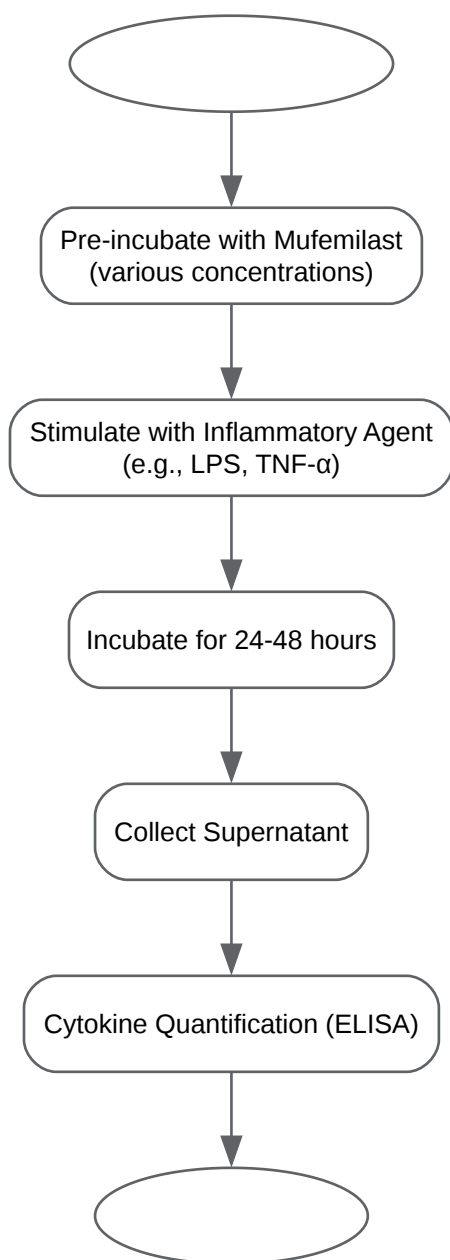 Pre-incubate with Mufemilast
(various concentrations)
Stimulate with Inflammatory Agent
(e.g., LPS, TNF-α)
Incubate for 24-48 hours
Collect Supernatant
Cytokine Quantification (ELISA)